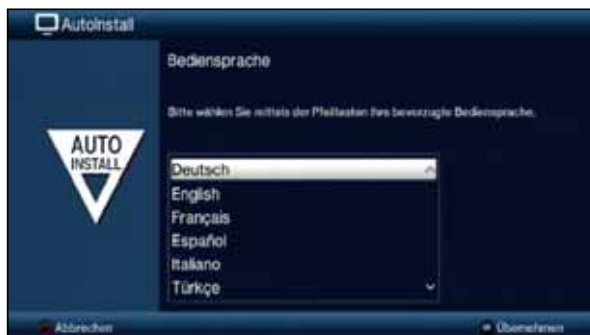 AutoInstall
Bediensprache
Bitte wählen Sie mittels der Pfeiltasten Ihre bevorzugte Bediensprache.
AUTO
INSTALL
Deutsch
English
Français
Español
Italiano
Türkçe
Abbrechen
Übernehmen